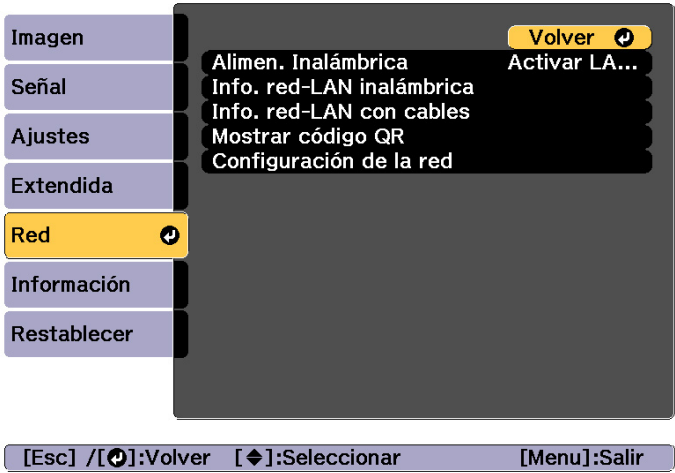 Imagen
Señal
Ajustes
Extendida
Red
Información
Restablecer
Volver
Alimen. Inalámbrica Activar LA...
Info. red-LAN inalámbrica
Info. red-LAN con cables
Mostrar código QR
Configuración de la red
[Esc] /[ ]:Volver [ ]:Seleccionar [Menu]:Salir